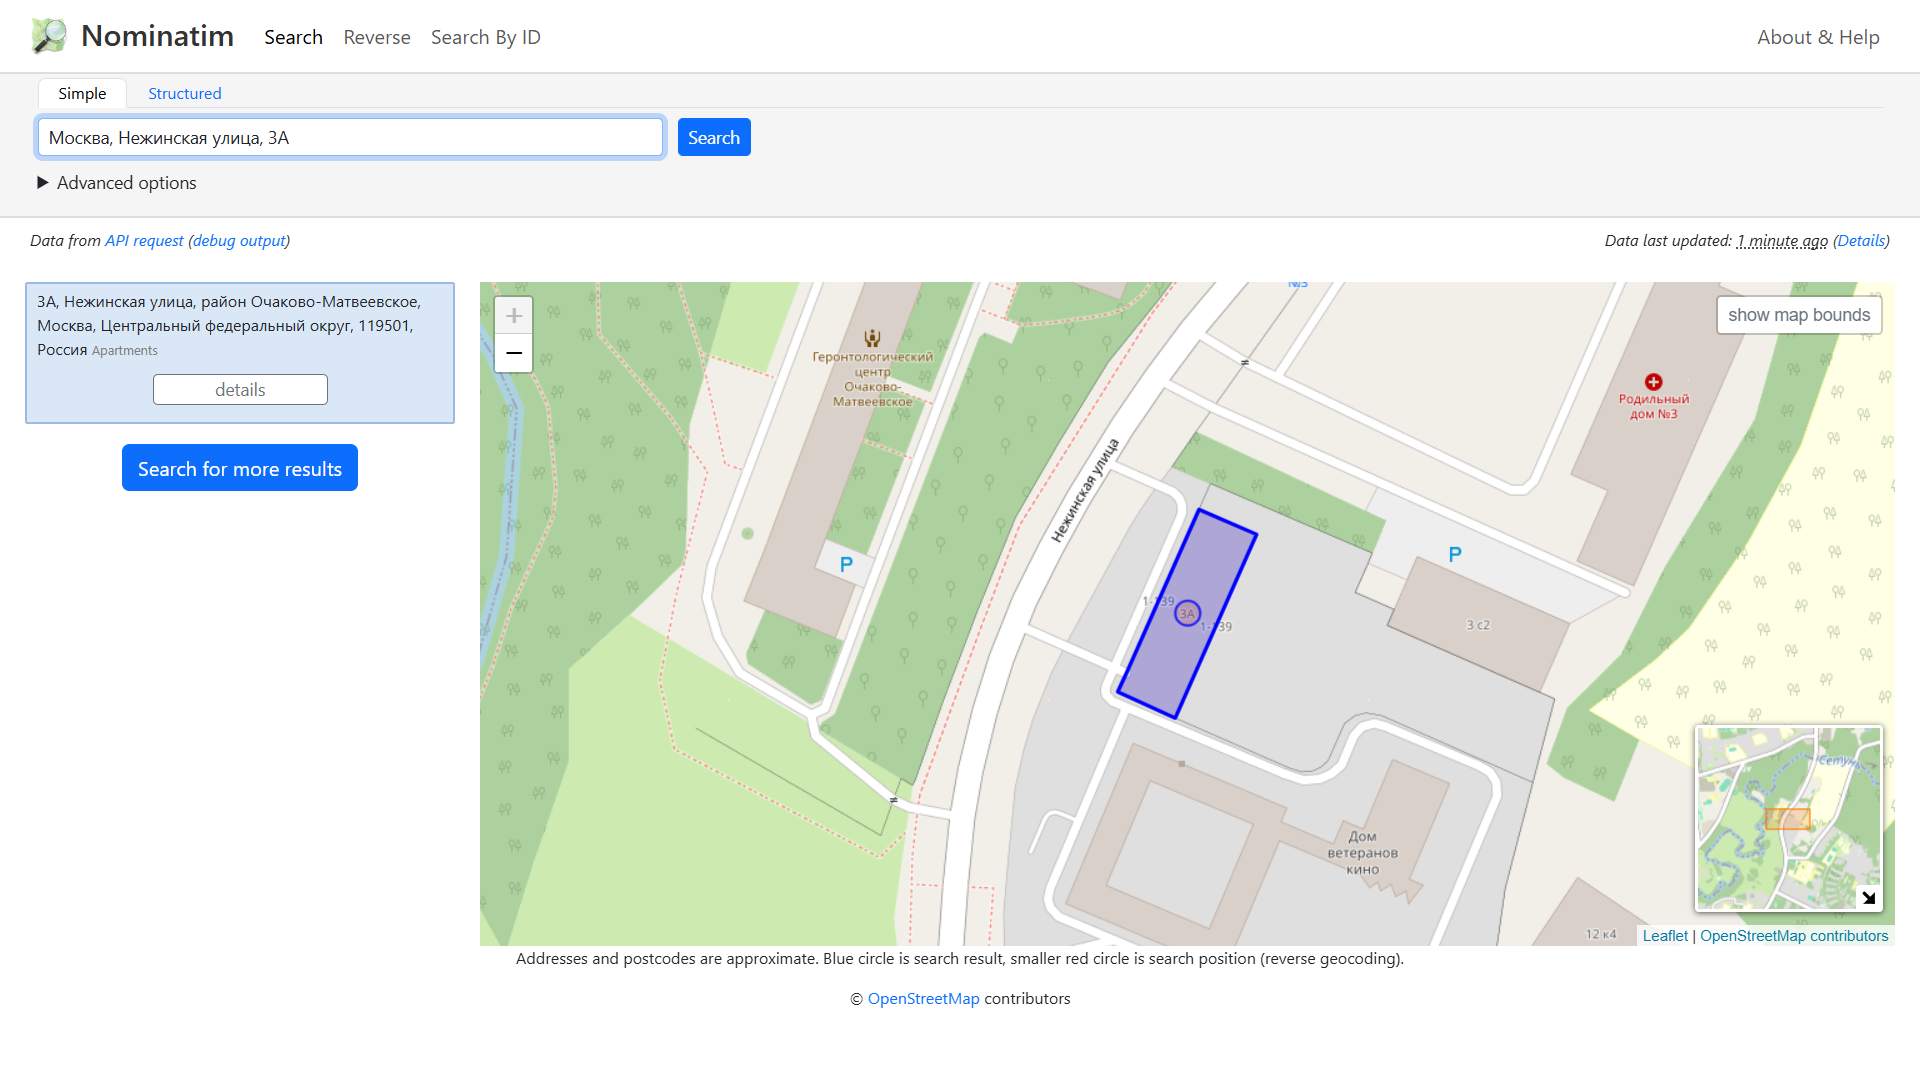 Nominatim
Search
Reverse
Search By ID
About & Help
Simple
Structured
Москва, Нежинская улица, 3А
Search
Advanced options
Data from API request (debug output)
Data last updated: 1 minute ago (Details)
3А, Нежинская улица, район Очаково-Матвеевское,
Москва, Центральный федеральный округ, 119501,
Россия Apartments
details
Search for more results
+
−
show map bounds
№3
Геронтологический
центр
Очаково-
Матвеевское
P
Нежинская улица
Родильный
дом №3
P
1-139
3А
1-139
3 с2
Дом
ветеранов
кино
12 к4
Сетунь
Leaflet | OpenStreetMap contributors
Addresses and postcodes are approximate. Blue circle is search result, smaller red circle is search position (reverse geocoding).
© OpenStreetMap contributors